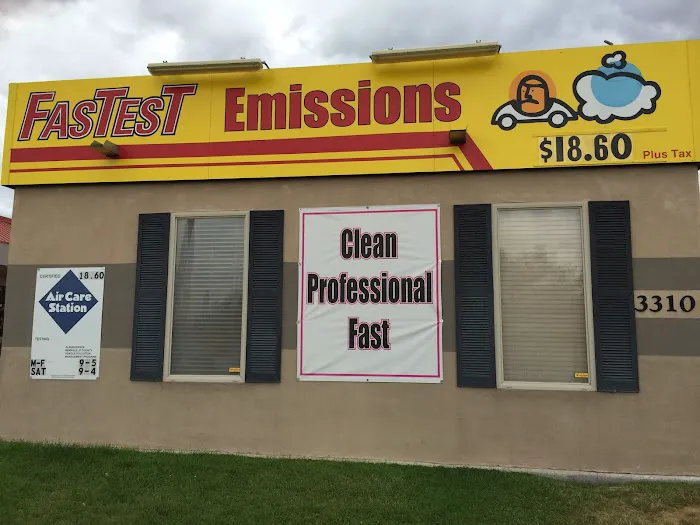 FasTesT Emissions
$18.60 Plus Tax
Clean
Professional
Fast
3310
CERTIFIED 18.60
Air Care
Station
TESTING
M-F 9-5
SAT 9-4